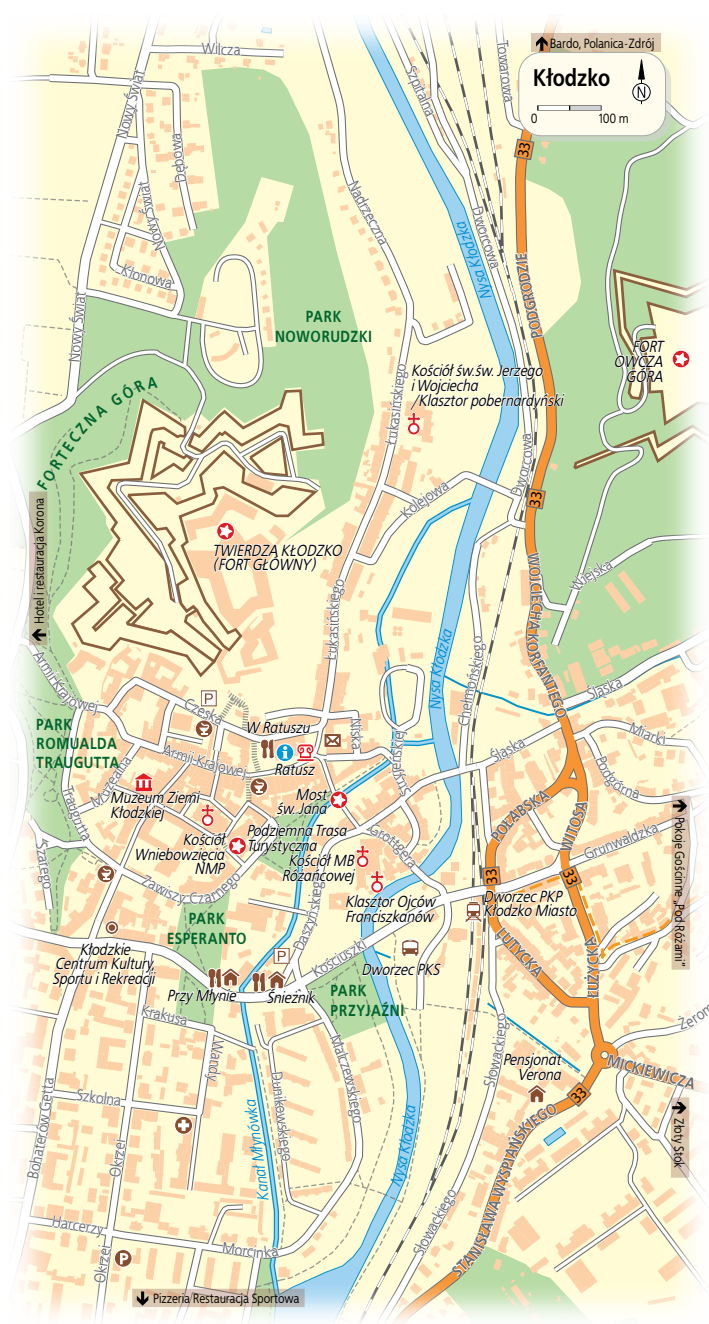 Bardo, Polanica-Zdrój
Kłodzko
N
0
100 m
Wilcza
Nowy Świat
Dębowa
Nowy Świat
Klonowa
Nowy Świat
Szpitalna
Towarowa
33
Nadrzeczna
Dworcowa
Nysa Kłodzka
PODGRODZIE
PARK
NOWORUDZKI
FORT
OWCZA
GÓRA
Kościół św.św. Jerzego
i Wojciecha
/Klasztor pobernardyński
Łukasińskiego
FORTECZNA GÓRA
Dworcowa
Kolejowa
33
Hotel i restauracja Korona
TWIERDZA KŁODZKO
(FORT GŁÓWNY)
WOJCIECHA KORFANTEGO
Wiejska
Łukasińskiego
Nysa Kłodzka
Chełmońskiego
Armii Krajowej
Śląska
P
Czeska
W Ratuszu
Niska
Miarki
PARK
ROMUALDA
TRAUGUTTA
Armii Krajowej
Ratusz
Śląska
Podgórna
Muzealna
Muzeum Ziemi
Kłodzkiej
Most
św. Jana
POŁABSKA
WITOSA
Traugutta
Grottgera
Grunwaldzka
Kościół
Wniebowzięcia
NMP
Podziemna Trasa
Turystyczna
Kościół MB
Różańcowej
Pokoje Gościnne „Pod Różami”
Szarego
Zawiszy Czarnego
33
33
Klasztor Ojców
Franciszkanów
Dworzec PKP
Kłodzko Miasto
PARK
ESPERANTO
Daszyńskiego
ŁUTYCKA
ŁUŻYCKA
Kłodzkie
Centrum Kultury,
Sportu i Rekreacji
P
Kościuszki
Dworzec PKS
Przy Młynie
Śnieżnik
PARK
PRZYJAŹNI
Krakusa
Wandy
Malczewskiego
Słowackiego
Pensjonat
Verona
MICKIEWICZA
Szkolna
Dunikowskiego
33
Bohaterów Getta
Okrzei
Kanał Młynówka
Nysa Kłodzka
STANISŁAWA WYSPIAŃSKIEGO
Złoty Stok
Harcerzy
Okrzei
P
Morcinka
Słowackiego
Pizzeria/Restauracja Sportowa